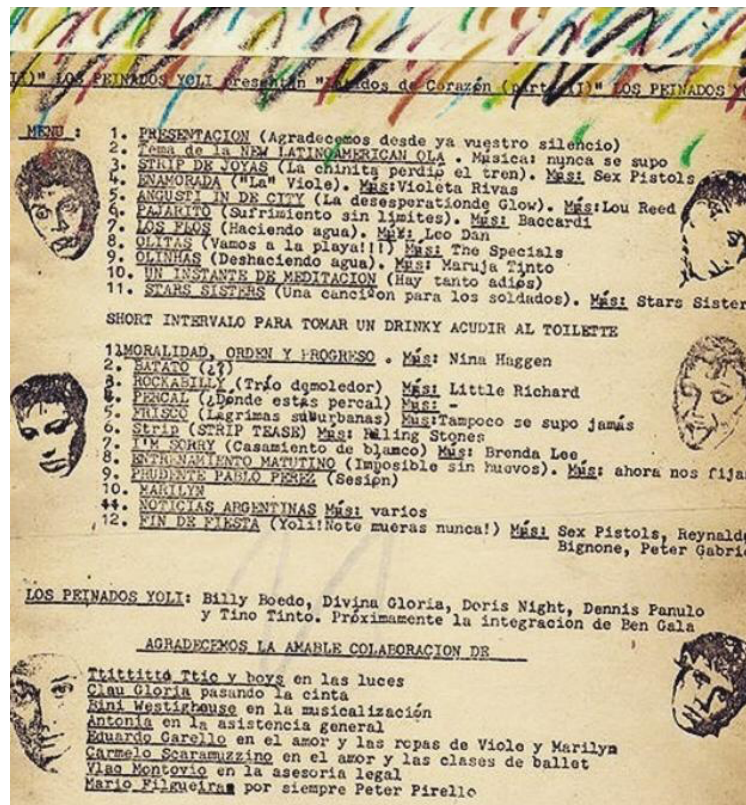 II)" LOS PEINADOS YOLI presentan "Latidos de Corazón (parte II)" LOS PEINADOS Y
MENU :
1. PRESENTACION (Agradecemos desde ya vuestro silencio)
2. Tema de la NEW LATINOAMERICAN OLA . Música: nunca se supo
3. STRIP DE JOYAS (La chinita perdió el tren). Mús: Sex Pistols
4. ENAMORADA ("La" Viole). Mús:Violeta Rivas
5. ANGUSTI IN DE CITY (La desesperationde Glow). Mús:Lou Reed
6. PAJARITO (Sufrimiento sin límites). Mús: Baccardi
7. LOS FLOS (Haciendo agua). Mús: Leo Dan
8. OLITAS (Vamos a la playa!!!) Mús: The Specials
9. OLINHAS (Deshaciendo agua). Mús: Maruja Tinto
10. UN INSTANTE DE MEDITACION (Hay tanto adiós)
11. STARS SISTERS (Una canción para los soldados). Mús: Stars Sister
SHORT INTERVALO PARA TOMAR UN DRINKY ACUDIR AL TOILETTE
1. MORALIDAD, ORDEN Y PROGRESO . Mús: Nina Haggen
2. BATATO (¿?)
3. ROCKABILLY (Trío demoledor) Mús: Little Richard
4. PERCAL (¿Dónde estás percal) Mús: -
5. FRISCO (Lágrimas suburbanas) Mus:Tampoco se supo jamás
6. Strip (STRIP TEASE) Mús: Rolling Stones
7. I'M SORRY (Casamiento de blamco) Mús: Brenda Lee
8. ENTRENAMIENTO MATUTINO (Imposible sin huevos). Mús: ahora nos fija
9. PRUDENTE PABLO PEREZ (Sesión)
10. MARILYN
11. NOTICIAS ARGENTINAS Mús: varios
12. FIN DE FIESTA (Yoli!Note mueras nunca!) Mús: Sex Pistols, Reynald
Bignone, Peter Gabri
LOS PEINADOS YOLI: Billy Boedo, Divina Gloria, Doris Night, Dennis Panulo
y Tino Tinto. Próximamente la integracion de Ben Gala
AGRADECEMOS LA AMABLE COLABORACION DE
Ttittitto Ttic y boys en las luces
Clau Gloria pasando la cinta
Bini Westighouse en la musicalización
Antonia en la asistencia general
Eduardo Garello en el amor y las ropas de Viole y Marilyn
Carmelo Scaramuzzino en el amor y las clases de ballet
Vlac Montovio en la asesoria legal
Mario Filgueiras por siempre Peter Pirello